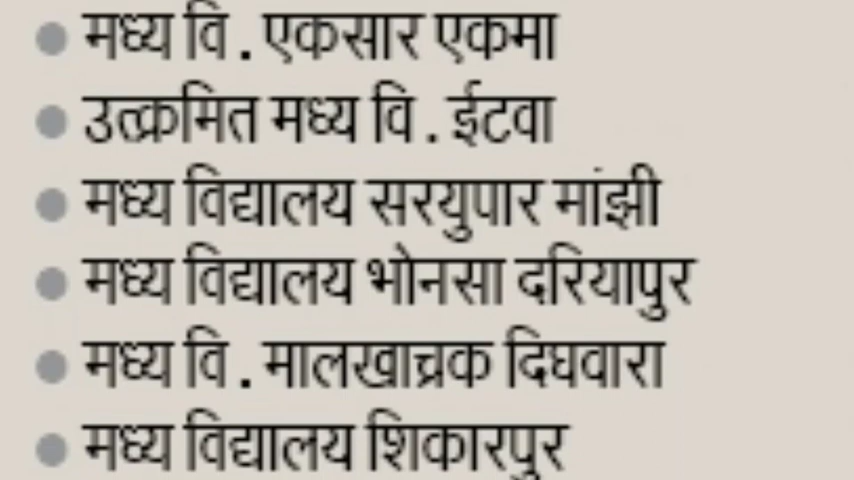 मध्य वि . एकसार एकमा
उत्क्रमित मध्य वि . ईटवा
मध्य विद्यालय सरयुपार मांझी
मध्य विद्यालय भोनसा दरियापुर
मध्य वि . मालखाच्रक दिघवारा
मध्य विद्यालय शिकारपुर